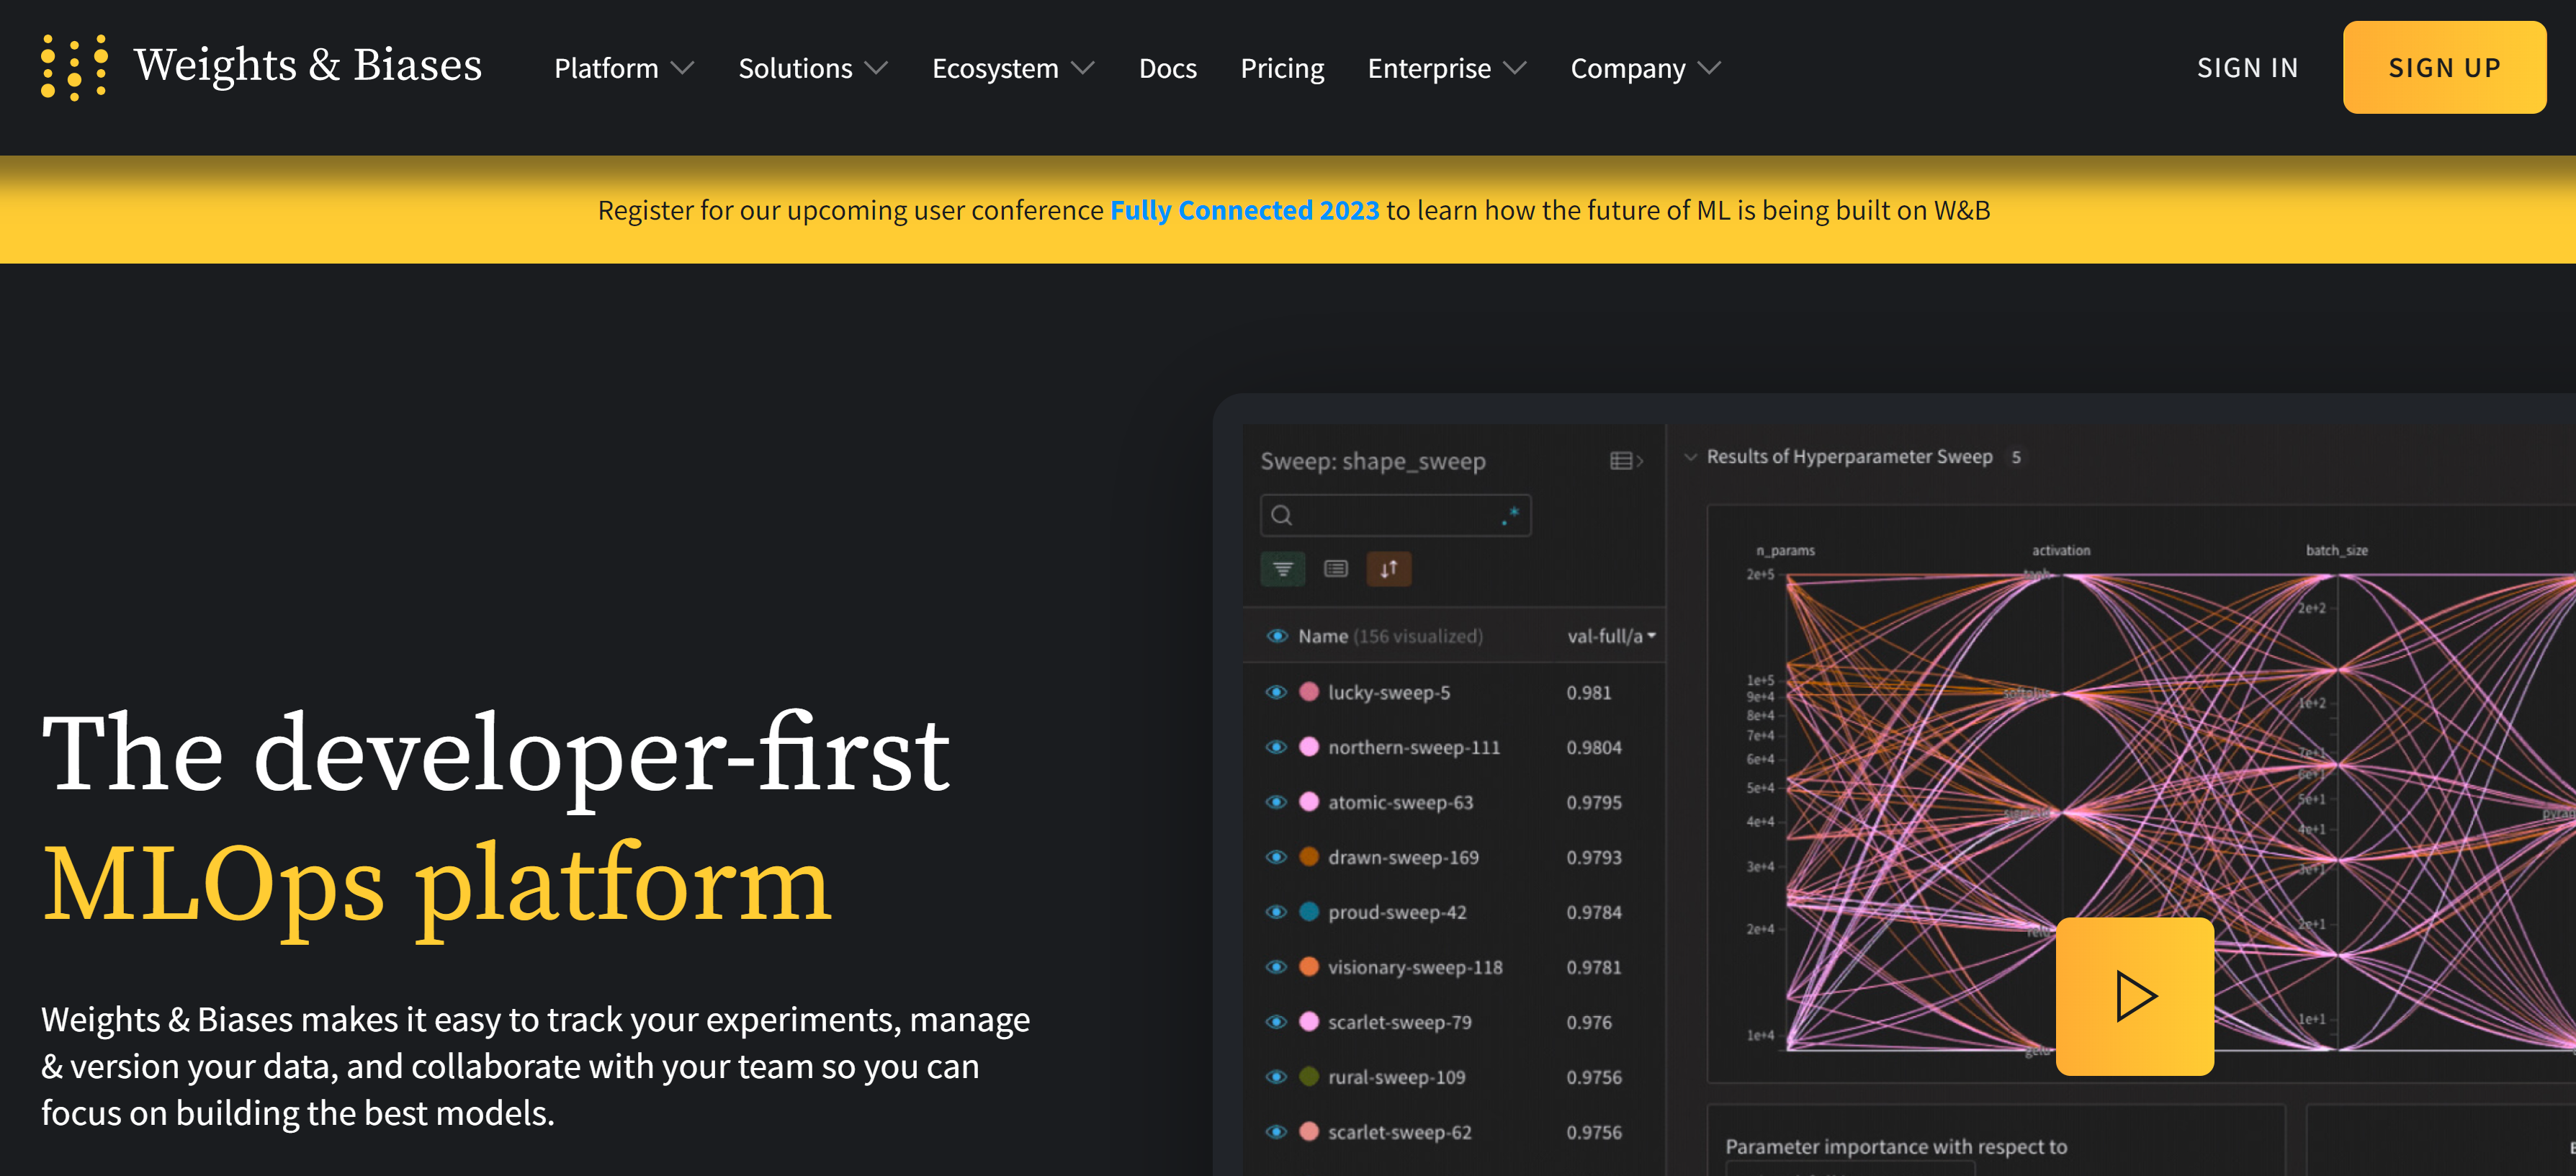 Weights & Biases
Platform
Solutions
Ecosystem
Docs
Pricing
Enterprise
Company
SIGN IN
SIGN UP
Register for our upcoming user conference Fully Connected 2023 to learn how the future of ML is being built on W&B
The developer-first
MLOps platform
Weights & Biases makes it easy to track your experiments, manage
& version your data, and collaborate with your team so you can
focus on building the best models.
Sweep: shape_sweep
.*
Name (156 visualized) val-full/a
lucky-sweep-5 0.981
northern-sweep-111 0.9804
atomic-sweep-63 0.9795
drawn-sweep-169 0.9793
proud-sweep-42 0.9784
visionary-sweep-118 0.9781
scarlet-sweep-79 0.976
rural-sweep-109 0.9756
scarlet-sweep-62 0.9756
Results of Hyperparameter Sweep 5
n_params
2e+5
1e+5
9e+4
8e+4
7e+4
6e+4
5e+4
4e+4
3e+4
2e+4
1e+4
activation
tanh
relu
gelu
batch_size
2e+2
1e+2
7e+1
6e+1
5e+1
4e+1
3e+1
2e+1
1e+1
Parameter importance with respect to